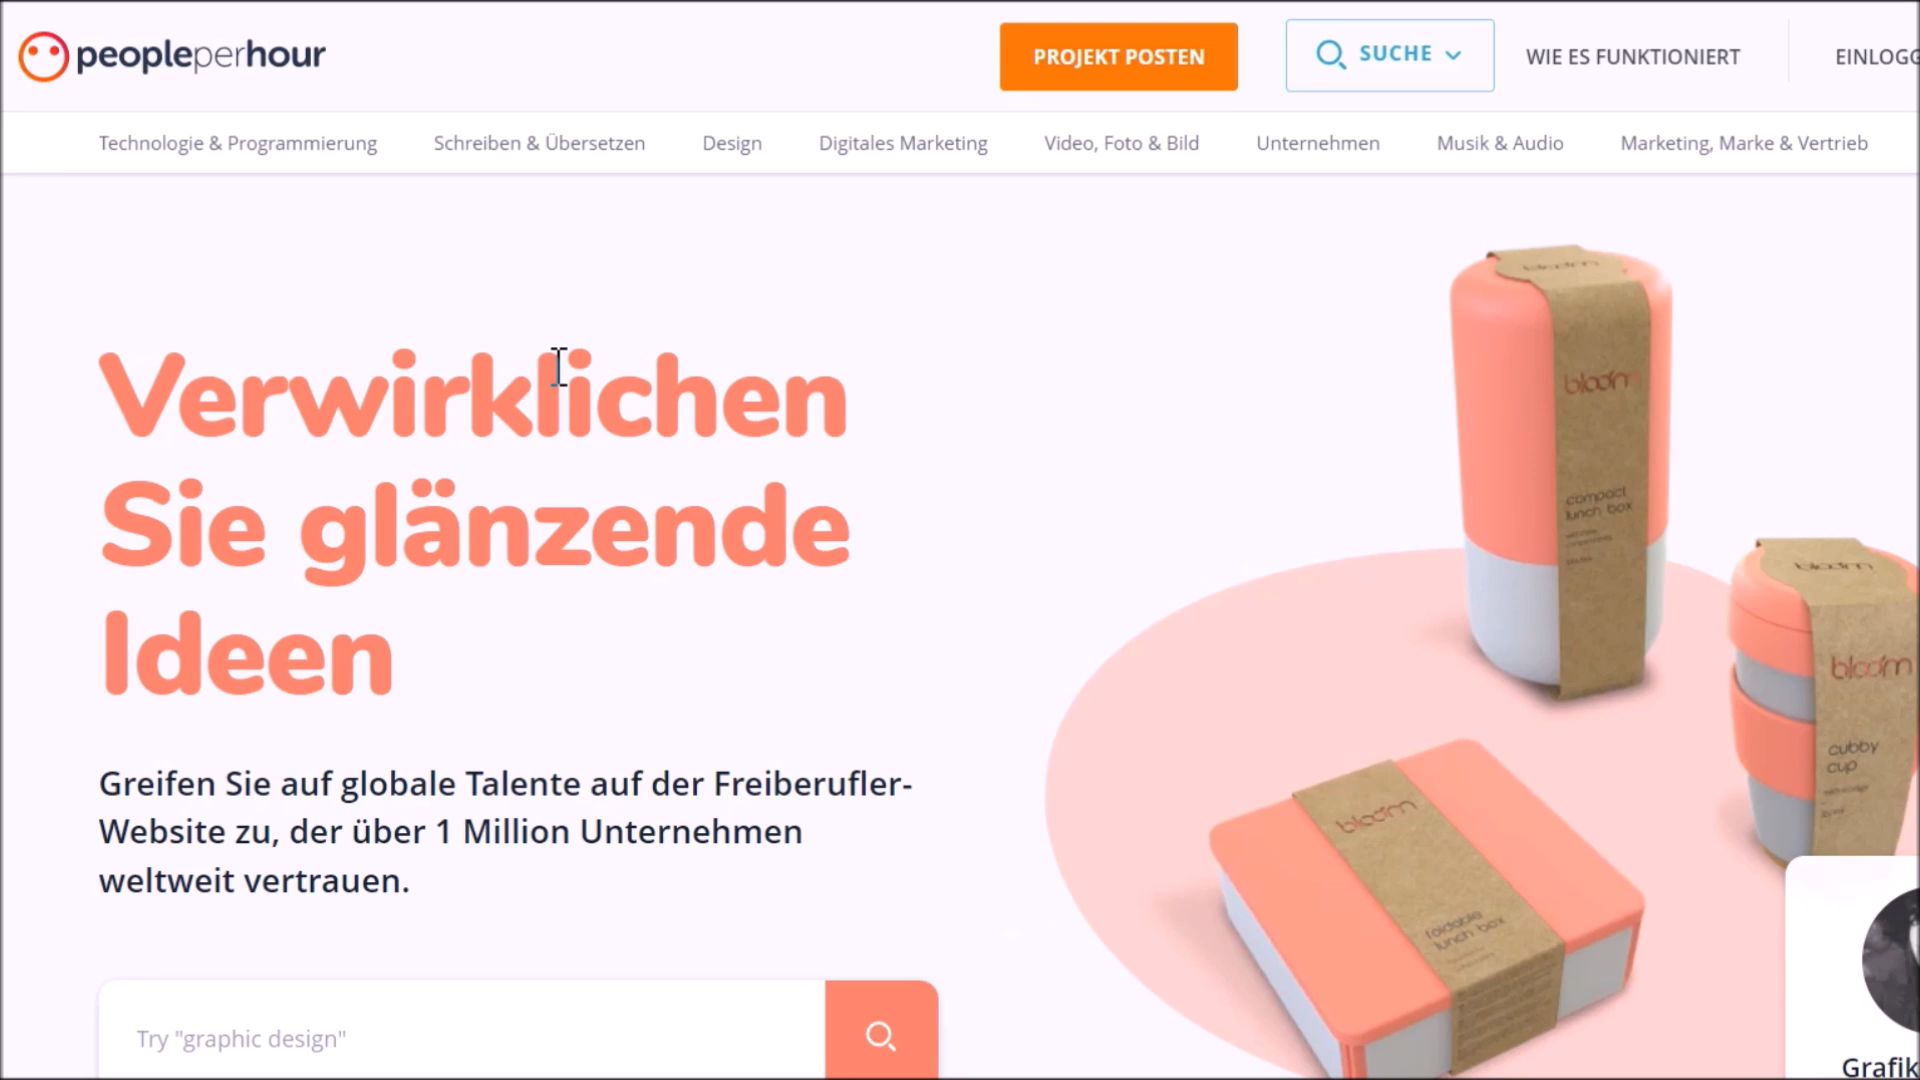 peopleperhour
PROJEKT POSTEN
SUCHE
WIE ES FUNKTIONIERT
EINLOGG
Technologie & Programmierung
Schreiben & Übersetzen
Design
Digitales Marketing
Video, Foto & Bild
Unternehmen
Musik & Audio
Marketing, Marke & Vertrieb
Verwirklichen
Sie glänzende
Ideen
Greifen Sie auf globale Talente auf der Freiberufler-
Website zu, der über 1 Million Unternehmen
weltweit vertrauen.
Try "graphic design"
bloom
bloom
compact
lunch box
bloom
bloom
cubby
cup
bloom
foldable
lunch box
Grafik